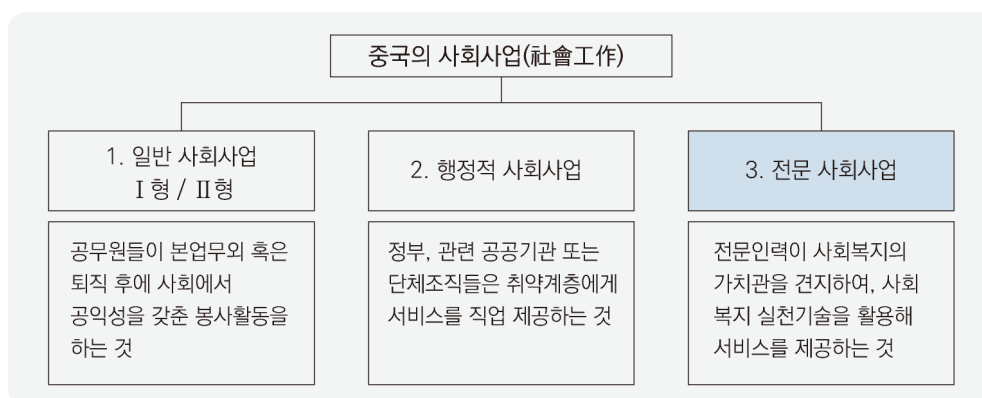 중국의 사회사업(社會工作)
1. 일반 사회사업
Ⅰ형 / Ⅱ형
공무원들이 본업무외 혹은
퇴직 후에 사회에서
공익성을 갖춘 봉사활동을
하는 것
2. 행정적 사회사업
정부, 관련 공공기관 또는
단체조직들은 취약계층에게
서비스를 직업 제공하는 것
3. 전문 사회사업
전문인력이 사회복지의
가치관을 견지하여, 사회
복지 실천기술을 활용해
서비스를 제공하는 것